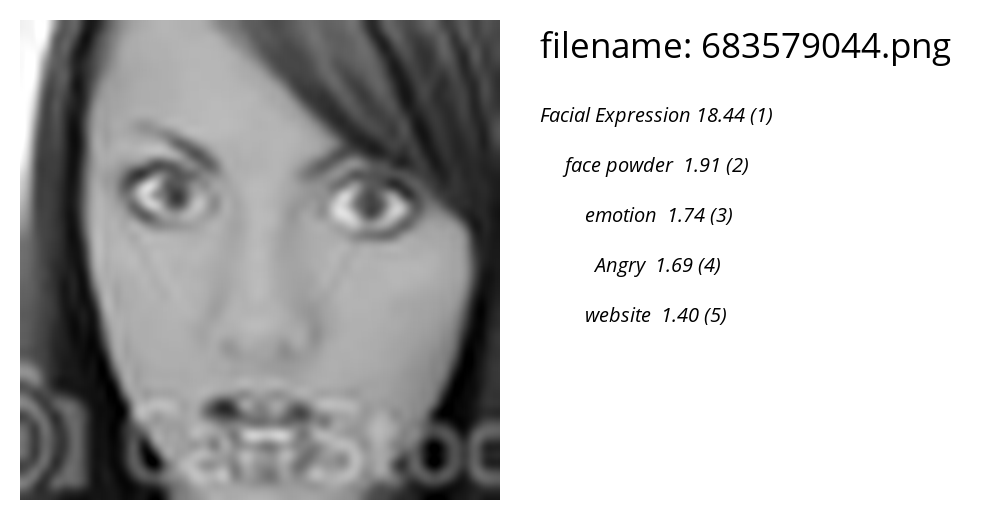 filename: 683579044.png
Facial Expression 18.44 (1)
face powder 1.91 (2)
emotion 1.74 (3)
Angry 1.69 (4)
website 1.40 (5)
CanStoc